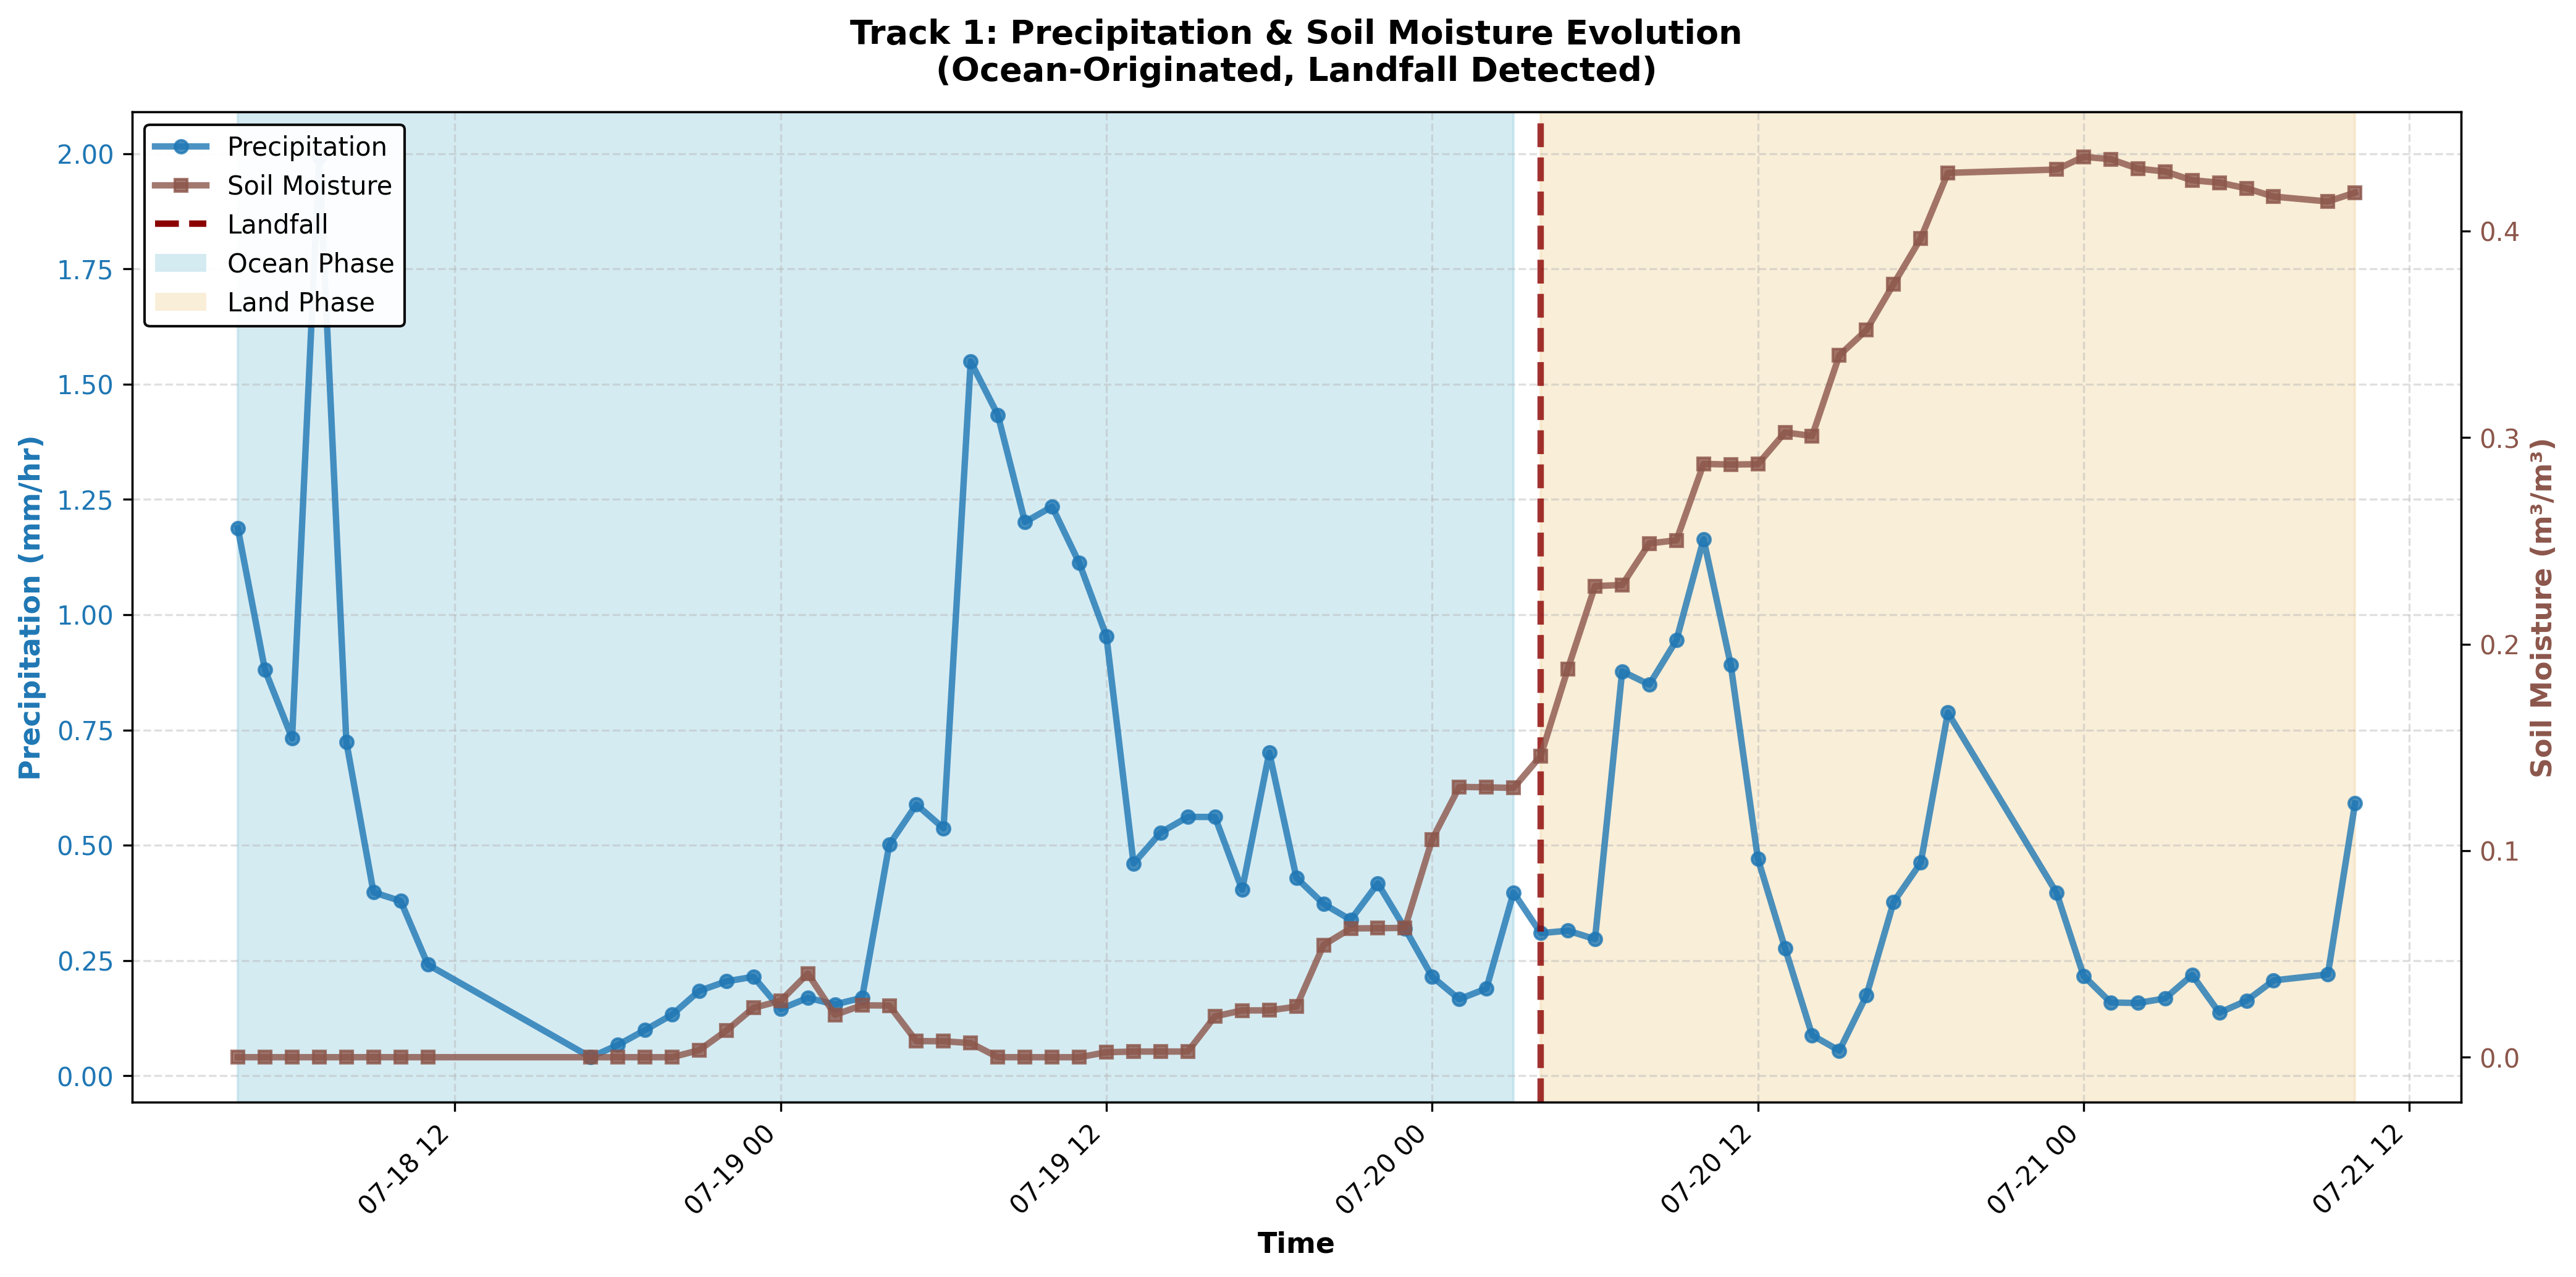 Track 1: Precipitation & Soil Moisture Evolution
(Ocean-Originated, Landfall Detected)
Precipitation
Soil Moisture
Landfall
Ocean Phase
Land Phase
Precipitation (mm/hr)
2.00
1.75
1.50
1.25
1.00
0.75
0.50
0.25
0.00
0.4
0.3
0.2
0.1
0.0
Soil Moisture (m³/m³)
07-18 12
07-19 00
07-19 12
07-20 00
07-20 12
07-21 00
07-21 12
Time